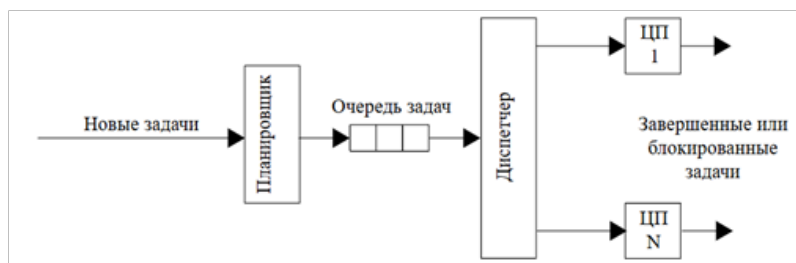 Новые задачи
Планировщик
Очередь задач
Диспетчер
ЦП
1
Завершенные или
блокированные
задачи
ЦП
N